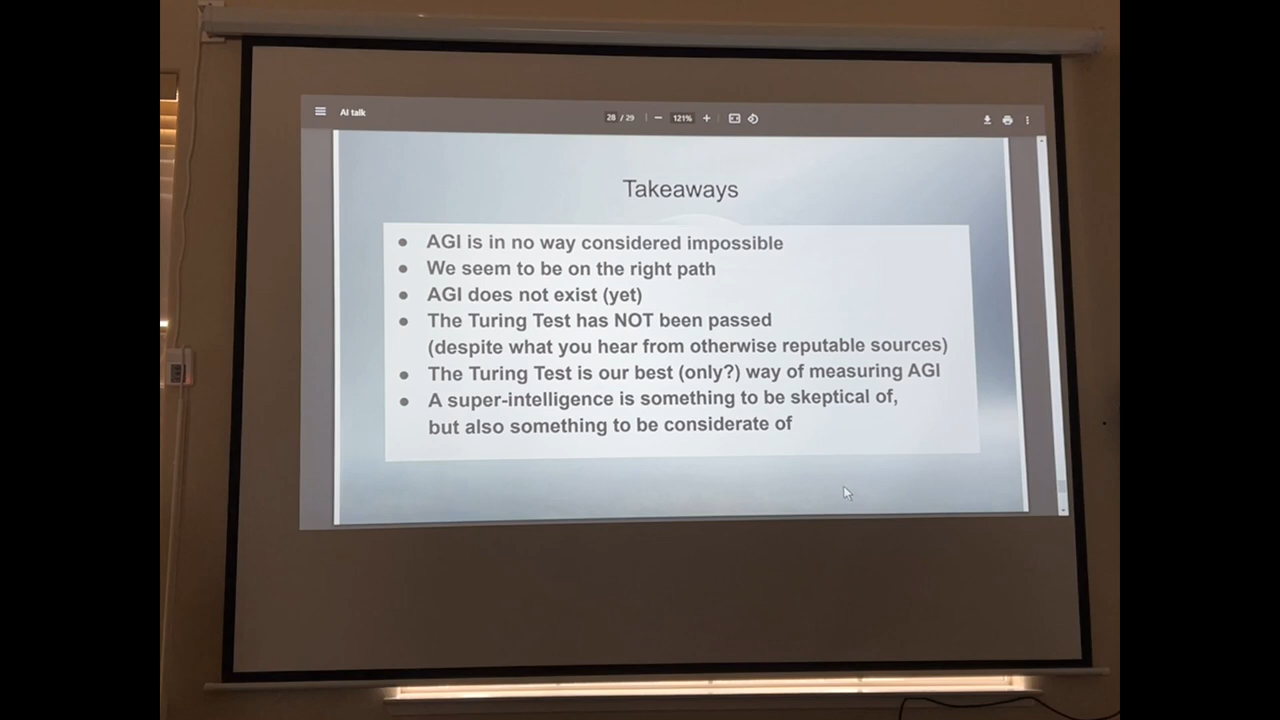 AI talk
28 / 29
121%
Takeaways
● AGI is in no way considered impossible
● We seem to be on the right path
● AGI does not exist (yet)
● The Turing Test has NOT been passed
(despite what you hear from otherwise reputable sources)
● The Turing Test is our best (only?) way of measuring AGI
● A super-intelligence is something to be skeptical of,
but also something to be considerate of